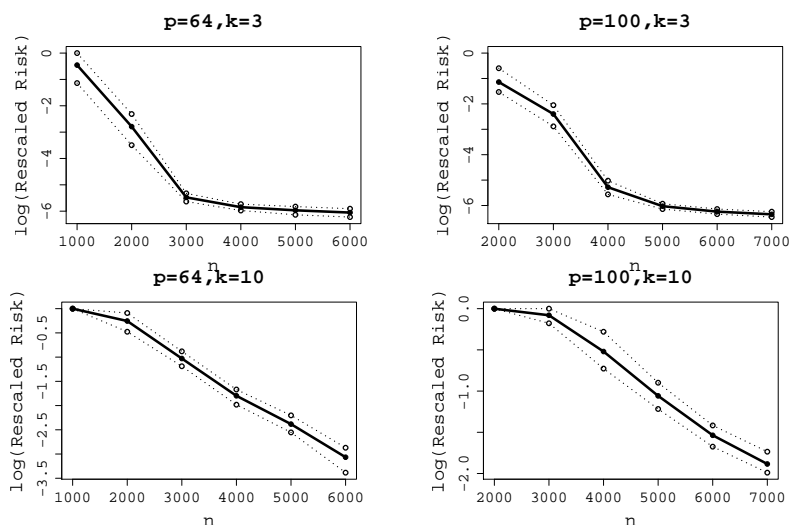 p=64,k=3
p=100,k=3
log(Rescaled Risk)
0
-2
-4
-6
1000 2000 3000 4000 5000 6000
n
log(Rescaled Risk)
0
-2
-4
-6
2000 3000 4000 5000 6000 7000
n
p=64,k=10
p=100,k=10
log(Rescaled Risk)
-0.5
-1.5
-2.5
-3.5
1000 2000 3000 4000 5000 6000
n
log(Rescaled Risk)
0.0
-1.0
-2.0
2000 3000 4000 5000 6000 7000
n